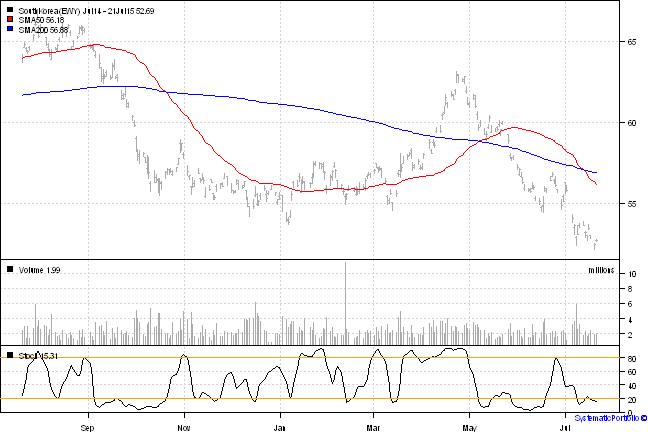 SouthKorea(EWY) Jul14 - 21Jul15 52.69
SMA50 56.18
SMA200 56.88
65
60
55
Volume 1.99
millions
10
8
6
4
2
Stoch 15.31
80
60
40
20
0
Sep
Nov
Jan
Mar
May
Jul
SystematicPortfolio ©